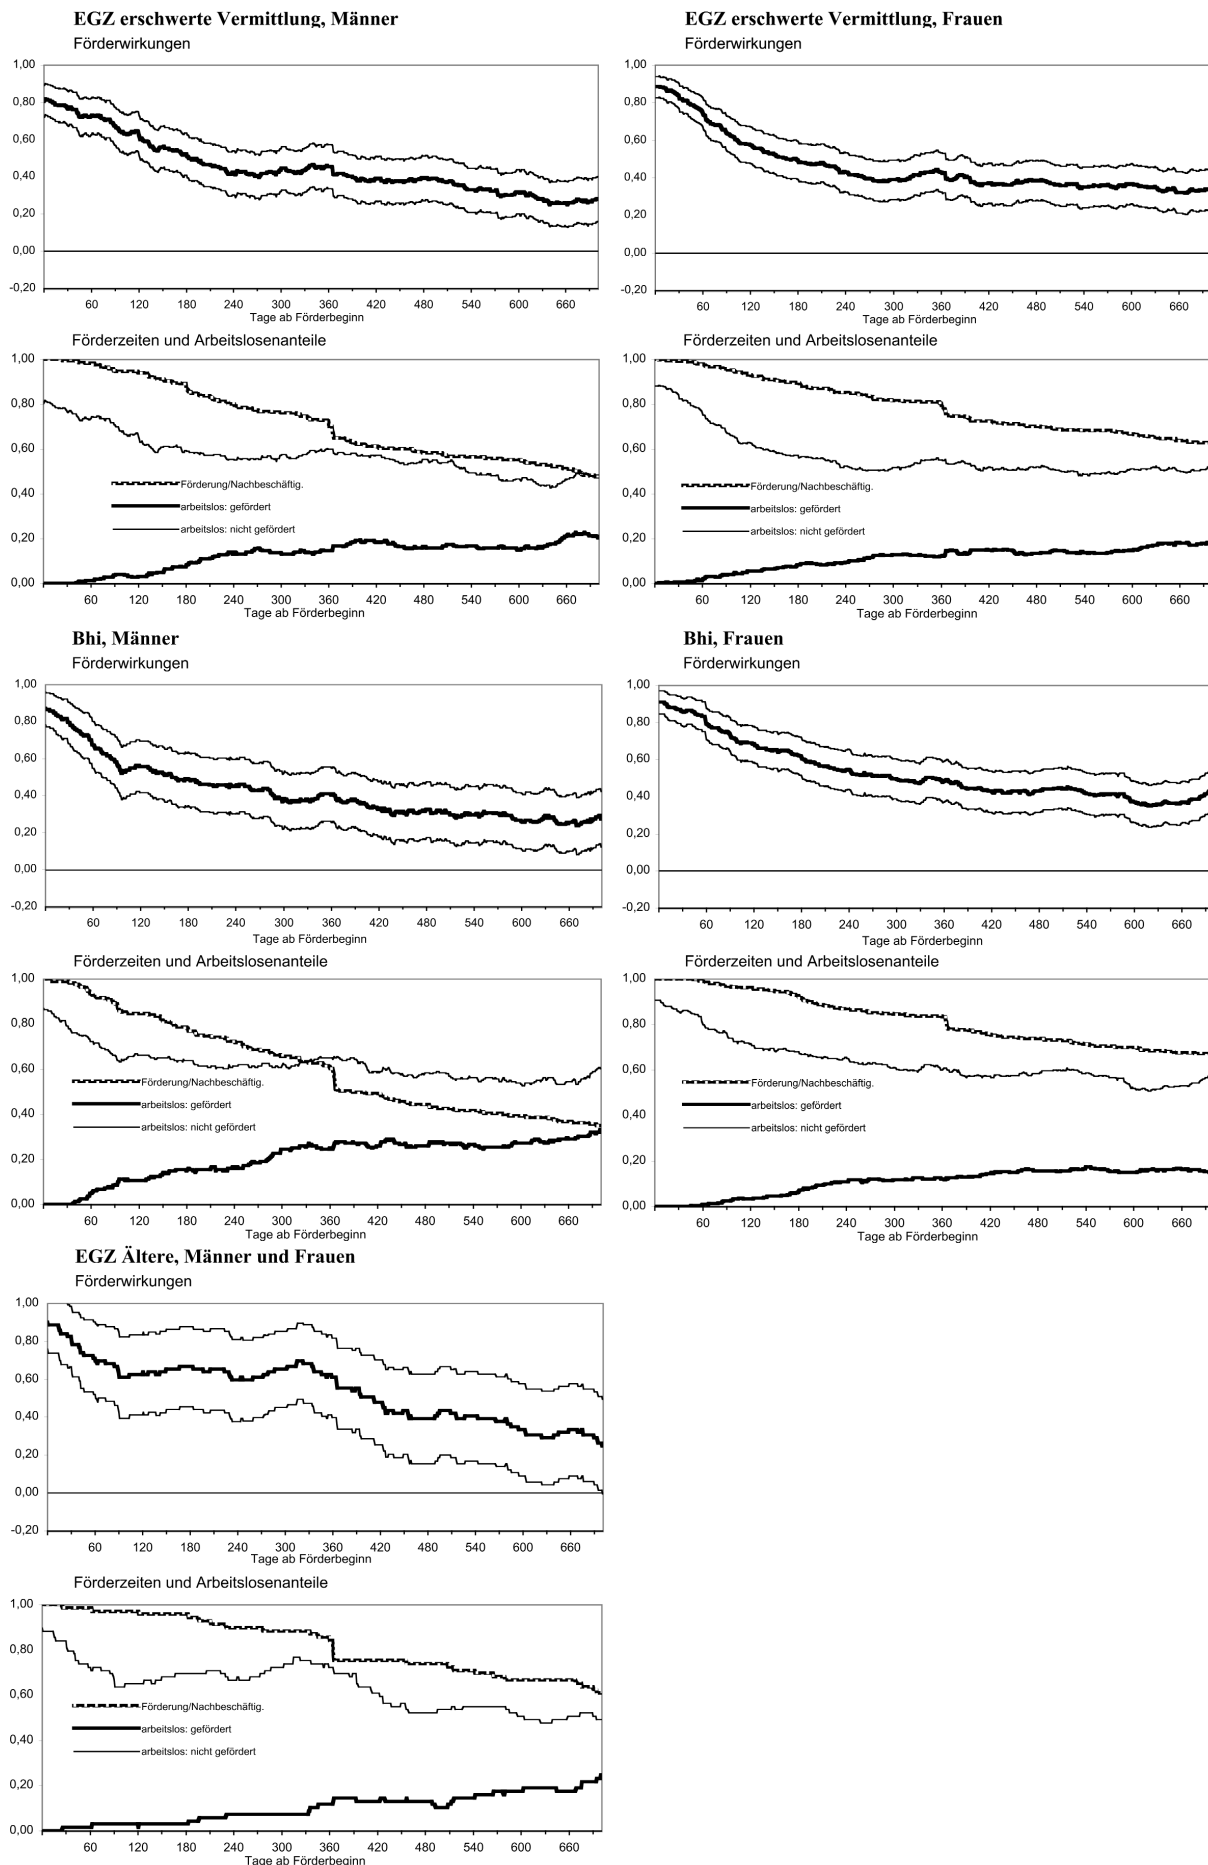 EGZ erschwerte Vermittlung, Männer
Förderwirkungen
1,00
0,80
0,60
0,40
0,20
0,00
-0,20
60 120 180 240 300 360 420 480 540 600 660
Tage ab Förderbeginn
Förderzeiten und Arbeitslosenanteile
1,00
0,80
0,60
0,40
0,20
0,00
Förderung/Nachbeschäftig.
arbeitslos: gefördert
arbeitslos: nicht gefördert
60 120 180 240 300 360 420 480 540 600 660
Tage ab Förderbeginn
EGZ erschwerte Vermittlung, Frauen
Förderwirkungen
1,00
0,80
0,60
0,40
0,20
0,00
-0,20
60 120 180 240 300 360 420 480 540 600 660
Tage ab Förderbeginn
Förderzeiten und Arbeitslosenanteile
1,00
0,80
0,60
0,40
0,20
0,00
Förderung/Nachbeschäftig.
arbeitslos: gefördert
arbeitslos: nicht gefördert
60 120 180 240 300 360 420 480 540 600 660
Tage ab Förderbeginn
Bhi, Männer
Förderwirkungen
1,00
0,80
0,60
0,40
0,20
0,00
-0,20
60 120 180 240 300 360 420 480 540 600 660
Tage ab Förderbeginn
Förderzeiten und Arbeitslosenanteile
1,00
0,80
0,60
0,40
0,20
0,00
Förderung/Nachbeschäftig.
arbeitslos: gefördert
arbeitslos: nicht gefördert
60 120 180 240 300 360 420 480 540 600 660
Tage ab Förderbeginn
Bhi, Frauen
Förderwirkungen
1,00
0,80
0,60
0,40
0,20
0,00
-0,20
60 120 180 240 300 360 420 480 540 600 660
Tage ab Förderbeginn
Förderzeiten und Arbeitslosenanteile
1,00
0,80
0,60
0,40
0,20
0,00
Förderung/Nachbeschäftig.
arbeitslos: gefördert
arbeitslos: nicht gefördert
60 120 180 240 300 360 420 480 540 600 660
Tage ab Förderbeginn
EGZ Ältere, Männer und Frauen
Förderwirkungen
1,00
0,80
0,60
0,40
0,20
0,00
-0,20
60 120 180 240 300 360 420 480 540 600 660
Tage ab Förderbeginn
Förderzeiten und Arbeitslosenanteile
1,00
0,80
0,60
0,40
0,20
0,00
Förderung/Nachbeschäftig.
arbeitslos: gefördert
arbeitslos: nicht gefördert
60 120 180 240 300 360 420 480 540 600 660
Tage ab Förderbeginn